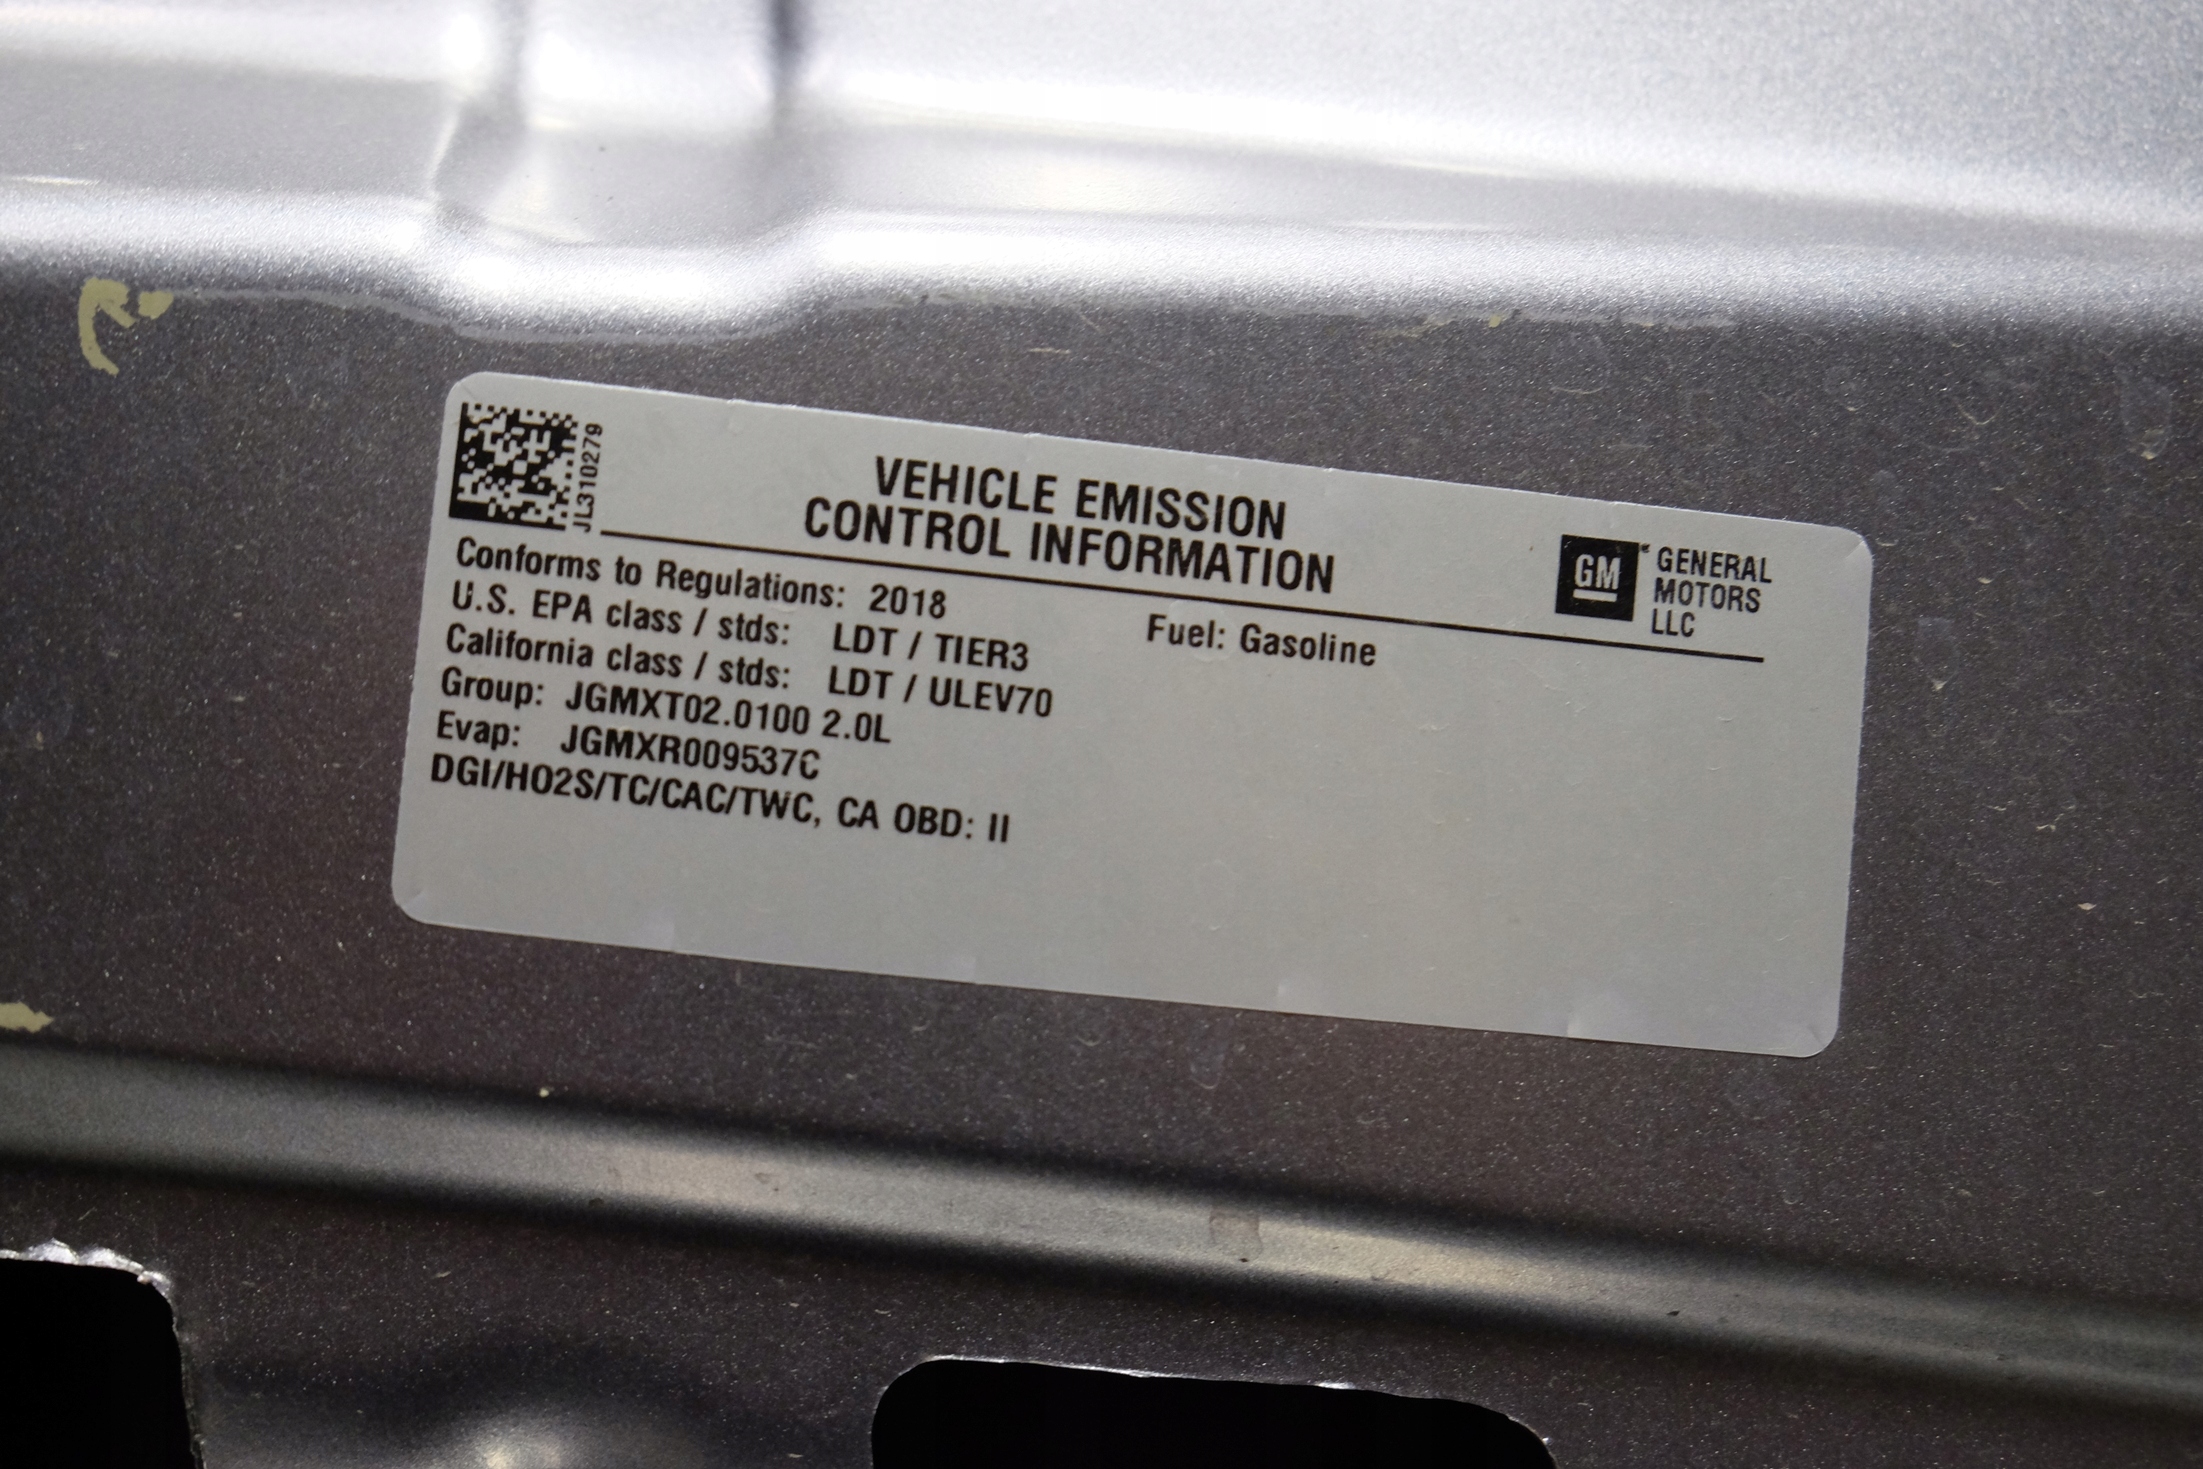 JL310279
VEHICLE EMISSION
CONTROL INFORMATION
GM
GENERAL
MOTORS
LLC
Conforms to Regulations: 2018
Fuel: Gasoline
U.S. EPA class / stds: LDT / TIER3
California class / stds: LDT / ULEV70
Group: JGMXT02.0100 2.0L
Evap: JGMXR009537C
DGI/HO2S/TC/CAC/TWC, CA OBD: II